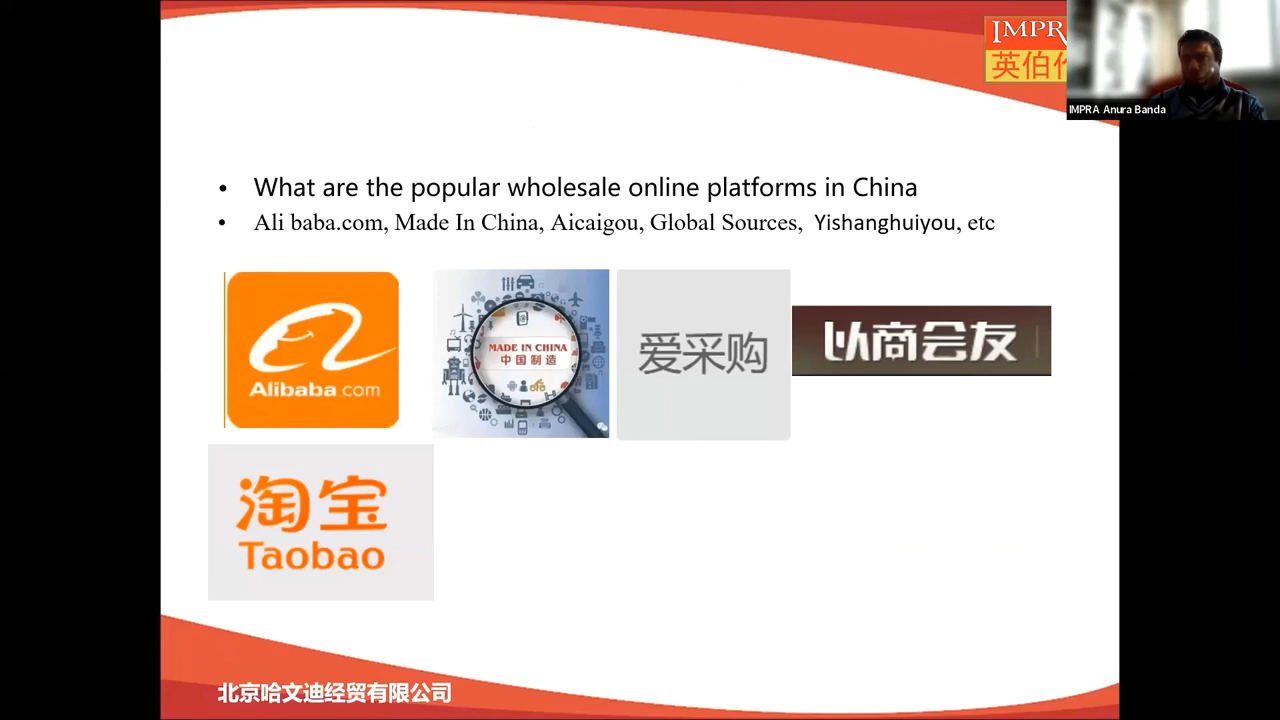 IMPR
英伯
IMPRA Anura Banda
• What are the popular wholesale online platforms in China
• Ali baba.com, Made In China, Aicaigou, Global Sources, Yishanghuiyou, etc
Alibaba.com
MADE IN CHINA
中国制造
爱采购
以商会友
淘宝
Taobao
北京哈文迪经贸有限公司